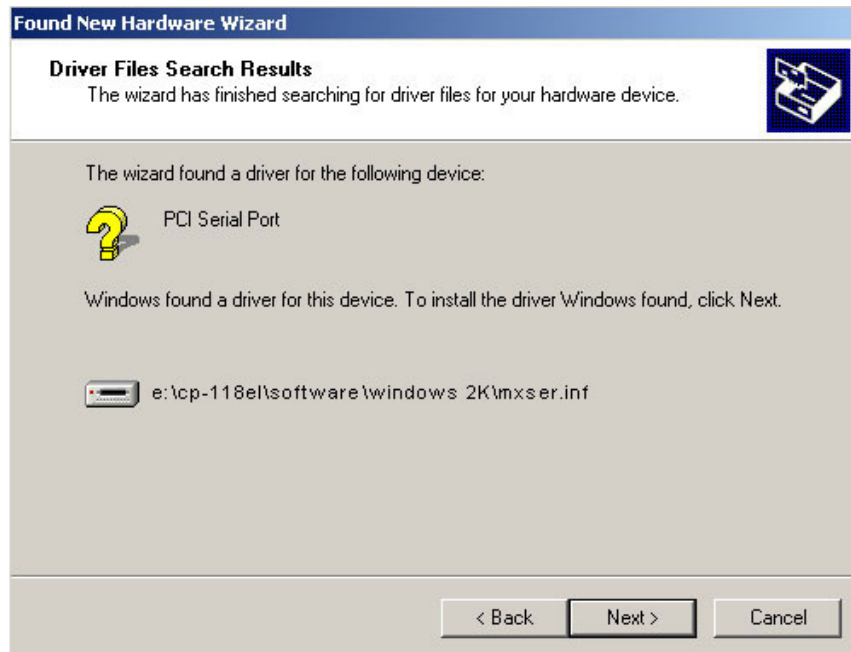 Found New Hardware Wizard
Driver Files Search Results
The wizard has finished searching for driver files for your hardware device.
The wizard found a driver for the following device:
PCI Serial Port
Windows found a driver for this device. To install the driver Windows found, click Next.
e:\cp-118el\software\windows 2K\mxser.inf
< Back
Next >
Cancel